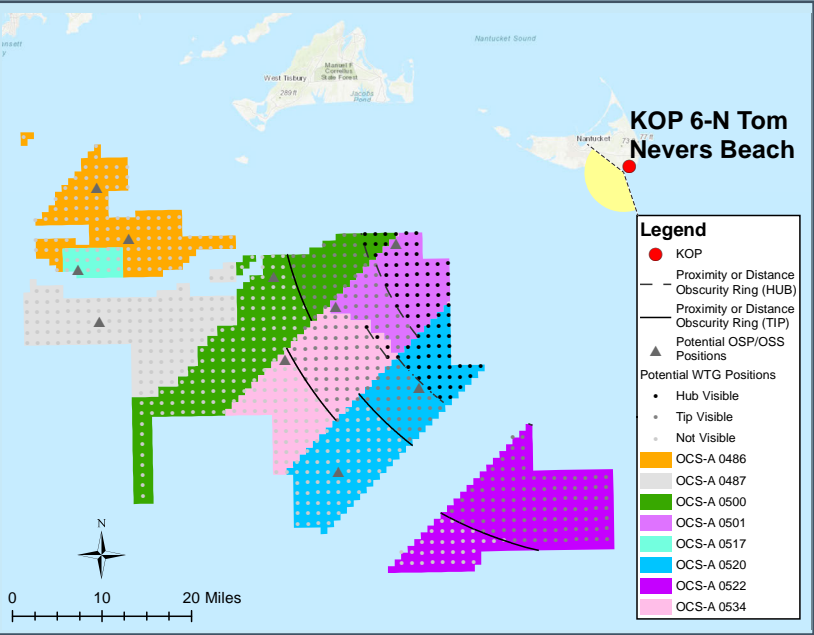 Nantucket Sound
unsett
y
Manuel F
Correllus
State Forest
West Tisbury
289 ft
Jacobs
Pond
KOP 6-N Tom
Nevers Beach
Nantucket
Legend
KOP
Proximity or Distance
Obscurity Ring (HUB)
Proximity or Distance
Obscurity Ring (TIP)
Potential OSP/OSS
Positions
Potential WTG Positions
Hub Visible
Tip Visible
Not Visible
OCS-A 0486
OCS-A 0487
OCS-A 0500
OCS-A 0501
OCS-A 0517
OCS-A 0520
OCS-A 0522
OCS-A 0534
N
0 10 20 Miles